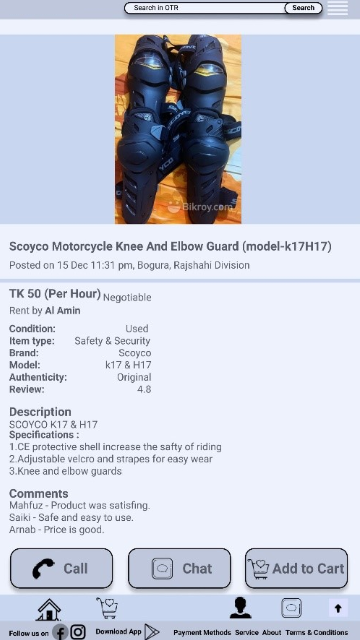 Search in OTR
Search
Bikroy.com
Scoyco Motorcycle Knee And Elbow Guard (model-k17H17)
Posted on 15 Dec 11:31 pm, Bogura, Rajshahi Division
TK 50 (Per Hour) Negotiable
Rent by Al Amin
Condition: Used
Item type: Safety & Security
Brand: Scoyco
Model: k17 & H17
Authenticity: Original
Review: 4.8
Description
SCOYCO K17 & H17
Specifications :
1.CE protective shell increase the safty of riding
2.Adjustable velcro and strapes for easy wear
3.Knee and elbow guards
Comments
Mahfuz - Product was satisfing.
Saiki - Safe and easy to use.
Arnab - Price is good.
Call
Chat
Add to Cart
Follow us on
Download App
Payment Methods Service About Terms & Conditions